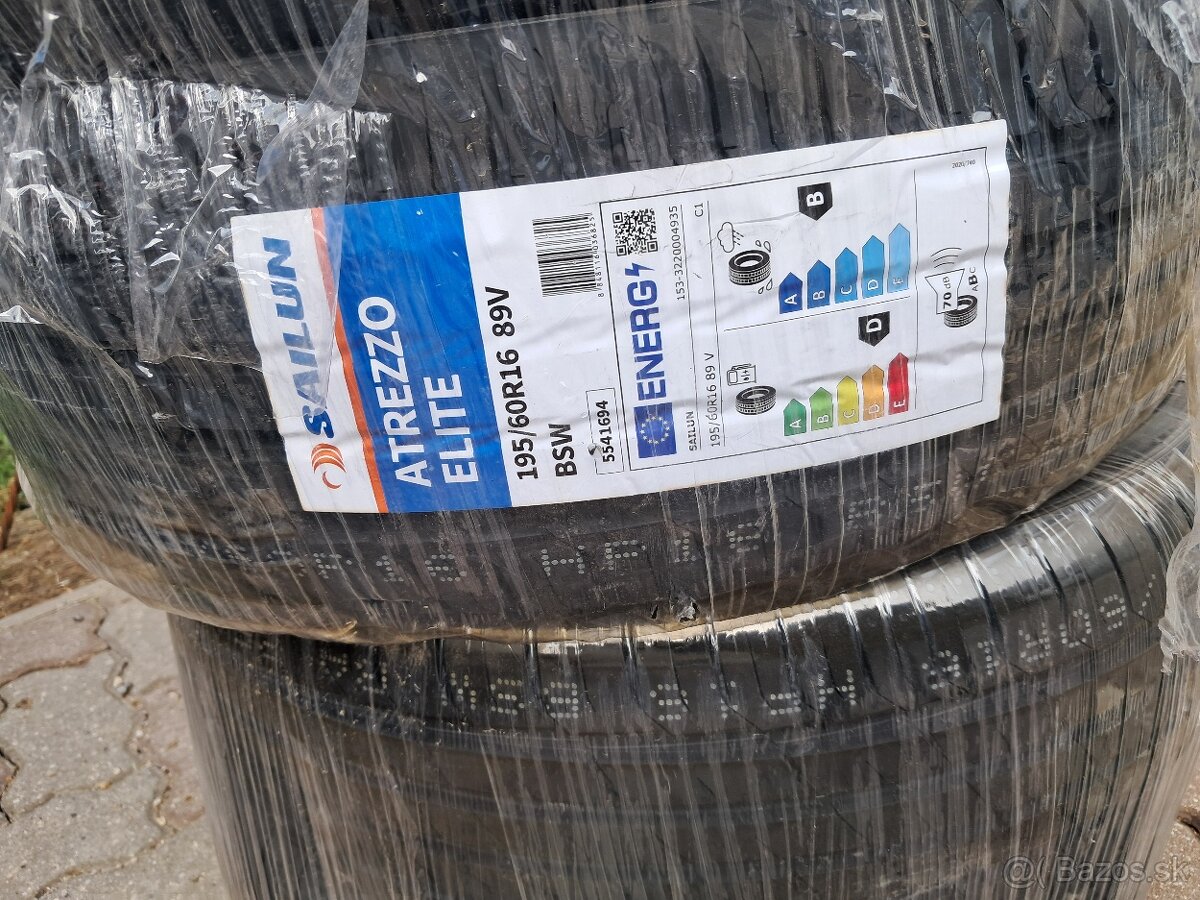 SAILUN
ATREZZO
ELITE
195/60R16 89V
BSW
5541694
ENERG
SAILUN
195/60R16 89 V
153-3220004935
C1
2020/740
B
A
B
C
D
E
D
A
B
C
D
E
70 dB
ABC
Bazos.sk